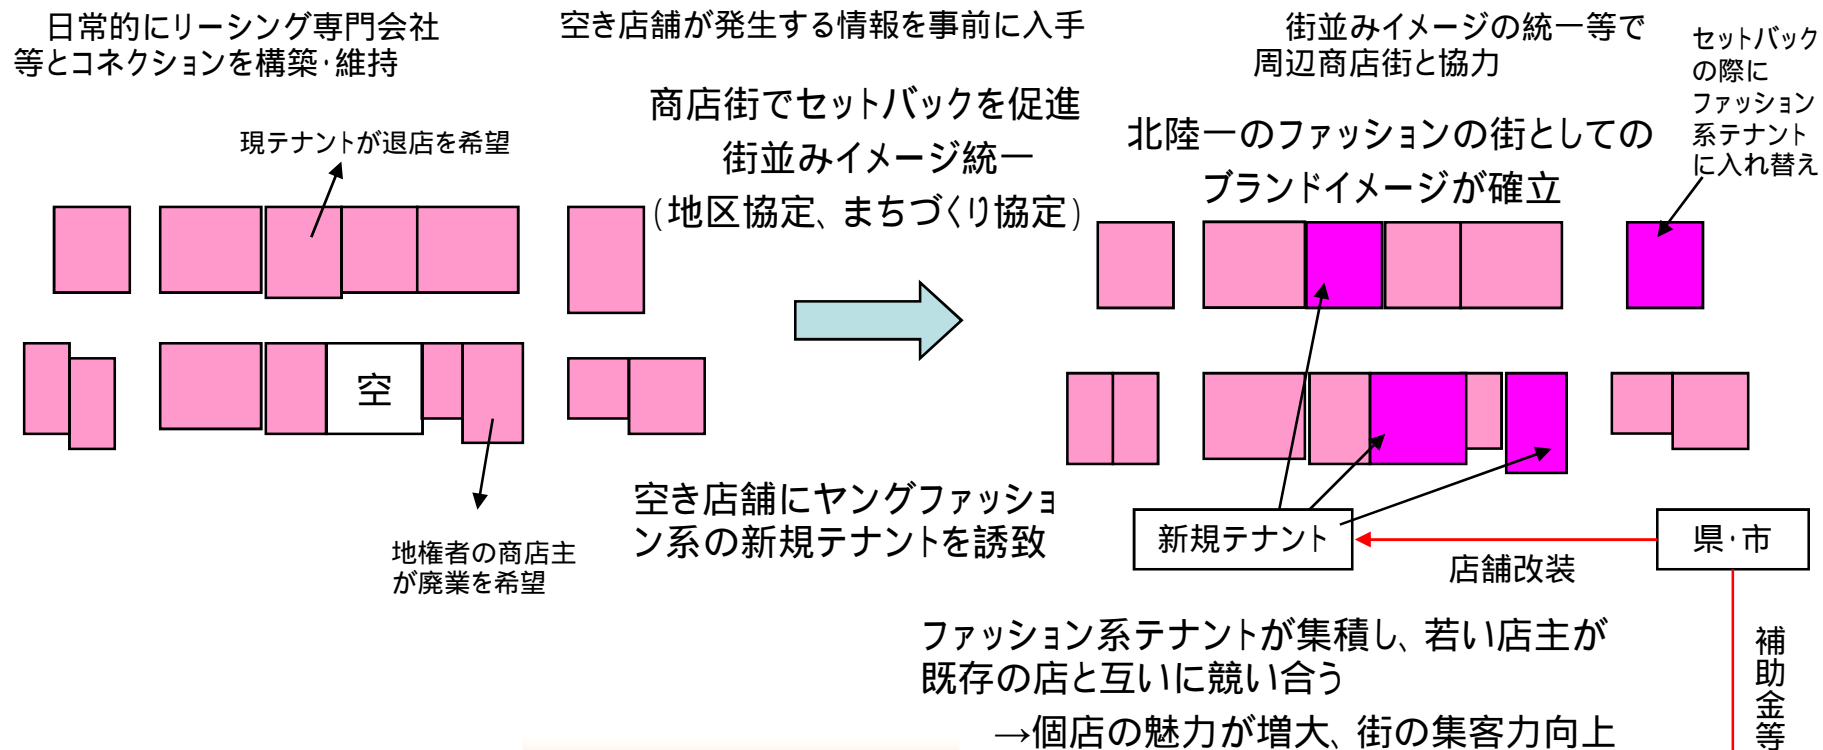 日常的にリーシング専門会社
等とコネクションを構築・維持
空き店舗が発生する情報を事前に入手
街並みイメージの統一等で
周辺商店街と協力
セットバック
の際に
ファッション
系テナント
に入れ替え
商店街でセットバックを促進
街並みイメージ統一
(地区協定、まちづくり協定)
北陸一のファッションの街としての
ブランドイメージが確立
現テナントが退店を希望
空
地権者の商店主
が廃業を希望
空き店舗にヤングファッショ
ン系の新規テナントを誘致
新規テナント
県・市
店舗改装
ファッション系テナントが集積し、若い店主が
既存の店と互いに競い合う
→個店の魅力が増大、街の集客力向上
補助金等